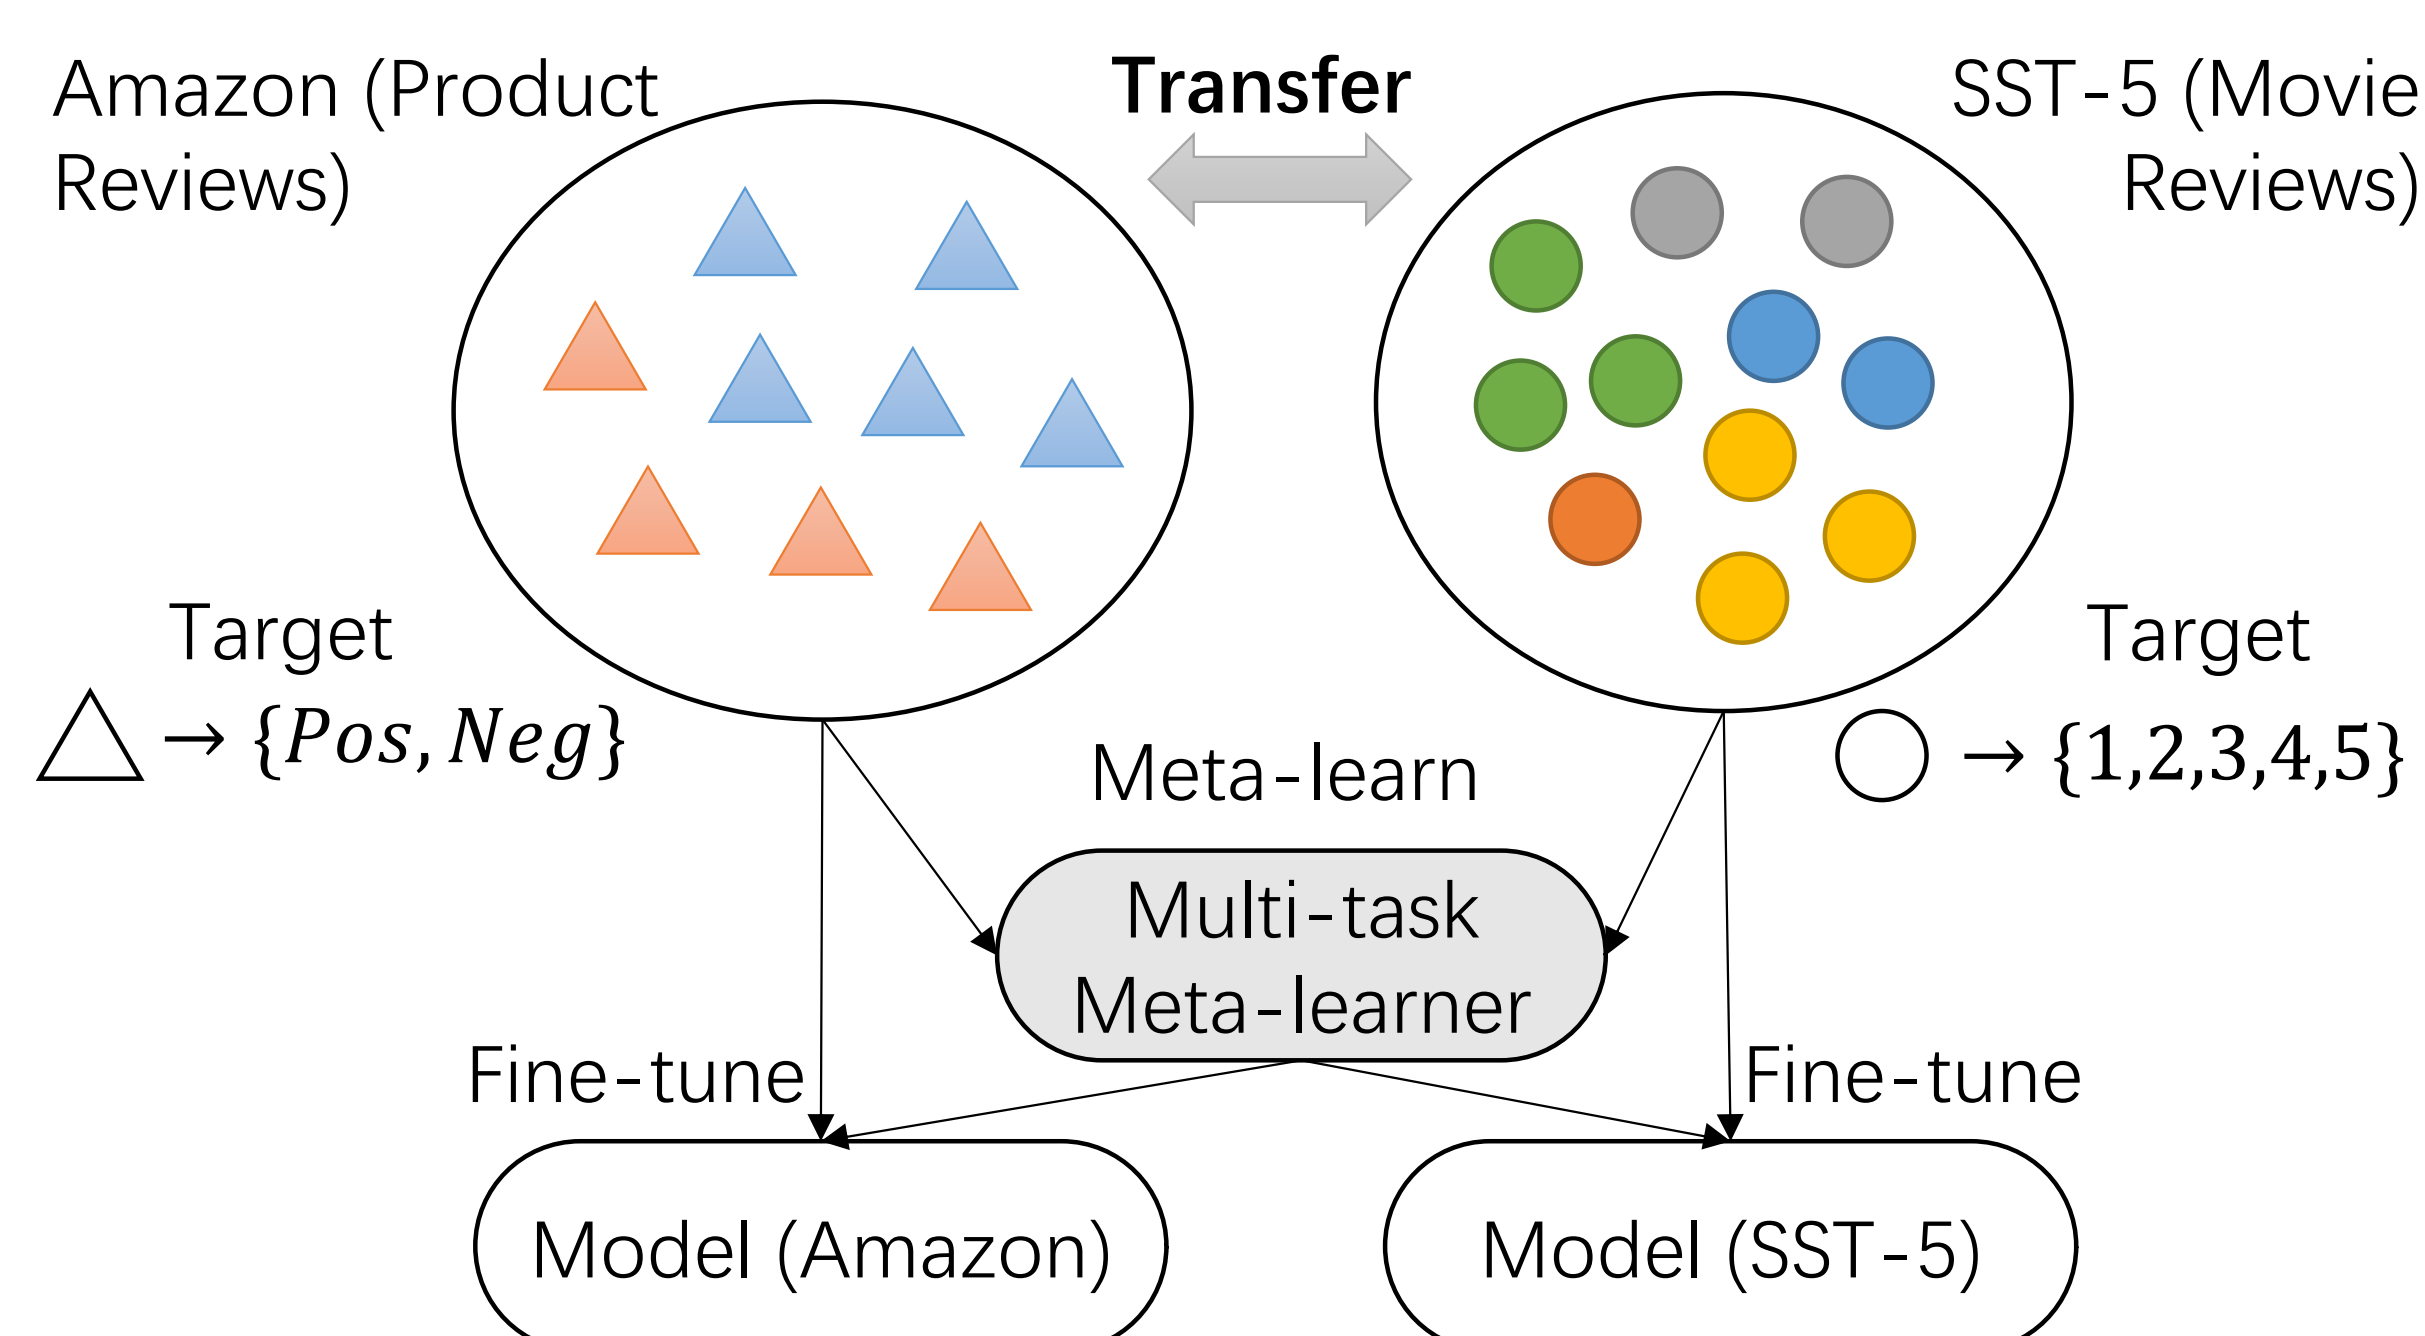 Amazon (Product
Reviews)
Transfer
SST-5 (Movie
Reviews)
Target
→ {Pos, Neg}
Target
→ {1,2,3,4,5}
Meta-learn
Multi-task
Meta-learner
Fine-tune
Fine-tune
Model (Amazon)
Model (SST-5)